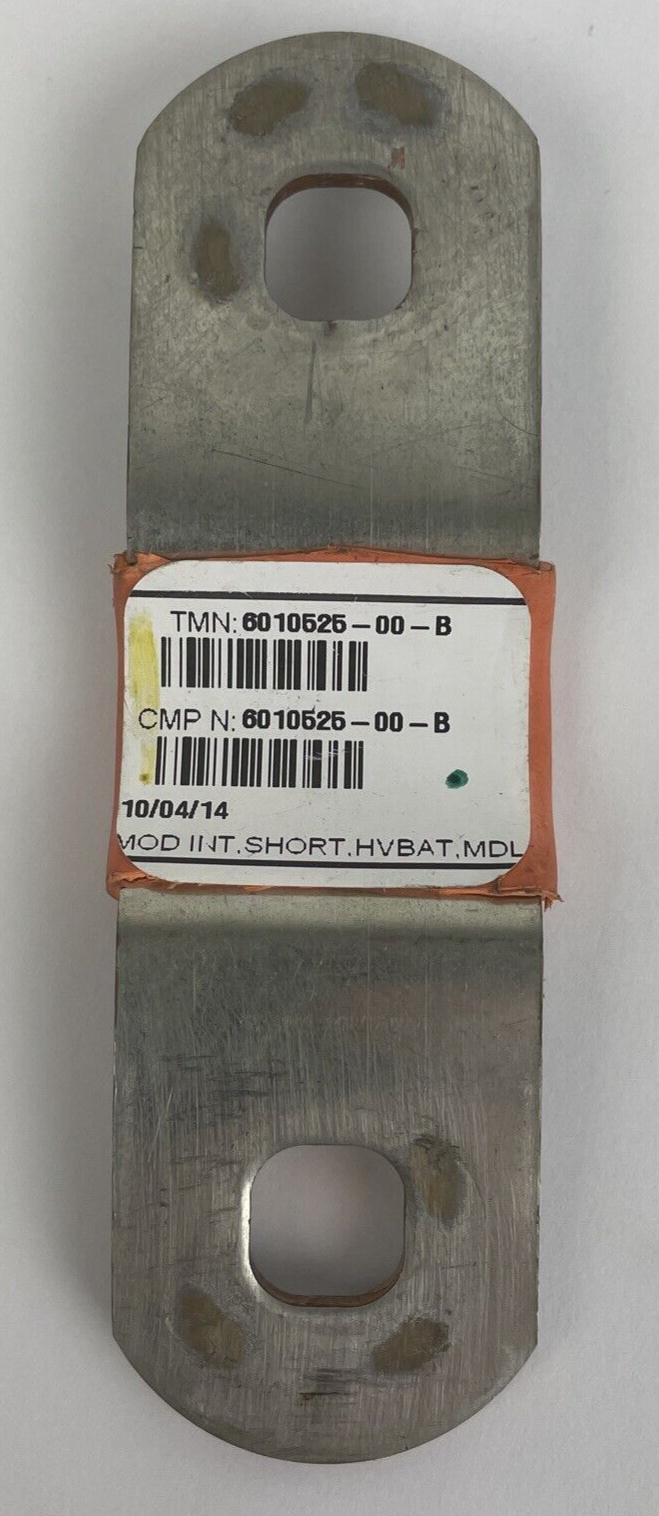 TMN: 6010525-00-B
CMP N: 6010525-00-B
10/04/14
MOD INT,SHORT,HVBAT,MDL